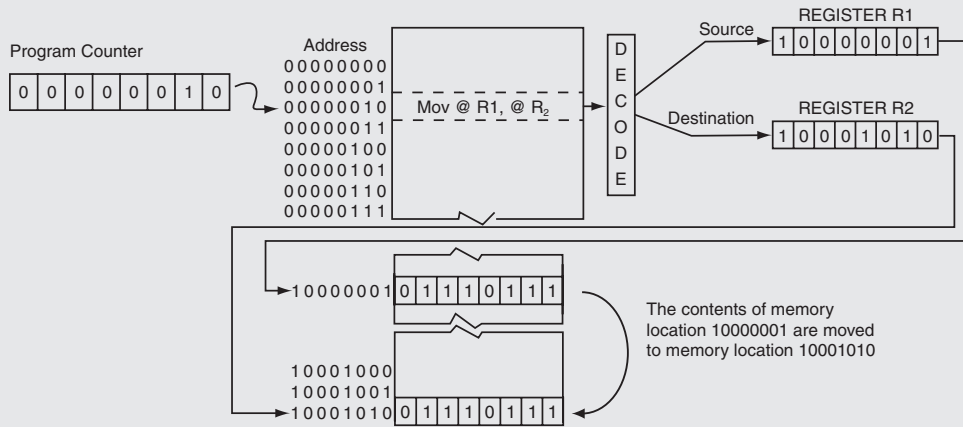 Program Counter
0 0 0 0 0 0 1 0
Address
00000000
00000001
00000010
00000011
00000100
00000101
00000110
00000111
Mov @ R1, @ R2
D
E
C
O
D
E
Source
Destination
REGISTER R1
1 0 0 0 0 0 0 1
REGISTER R2
1 0 0 0 1 0 1 0
10000001 0 1 1 1 0 1 1 1
The contents of memory
location 10000001 are moved
to memory location 10001010
10001000
10001001
10001010 0 1 1 1 0 1 1 1